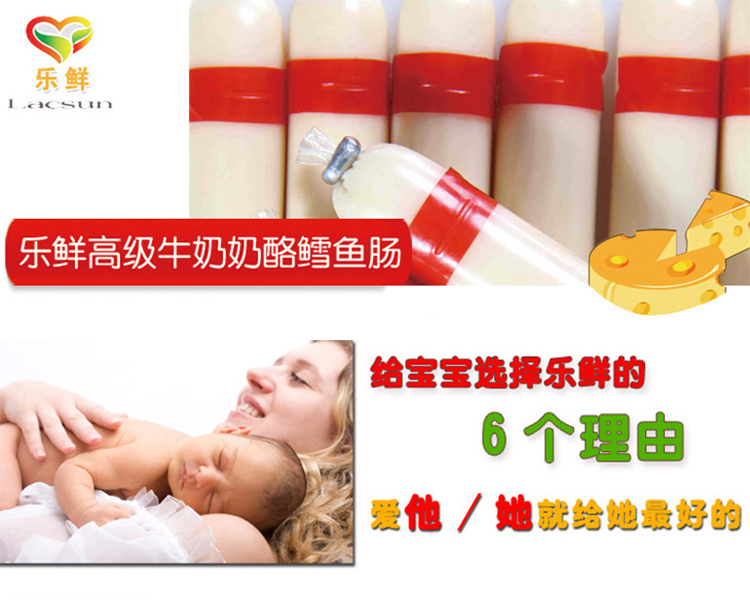 乐鲜
Lacsun
乐鲜高级牛奶奶酪鳕鱼肠
给宝宝选择乐鲜的
6个理由
爱他 / 她就给她最好的